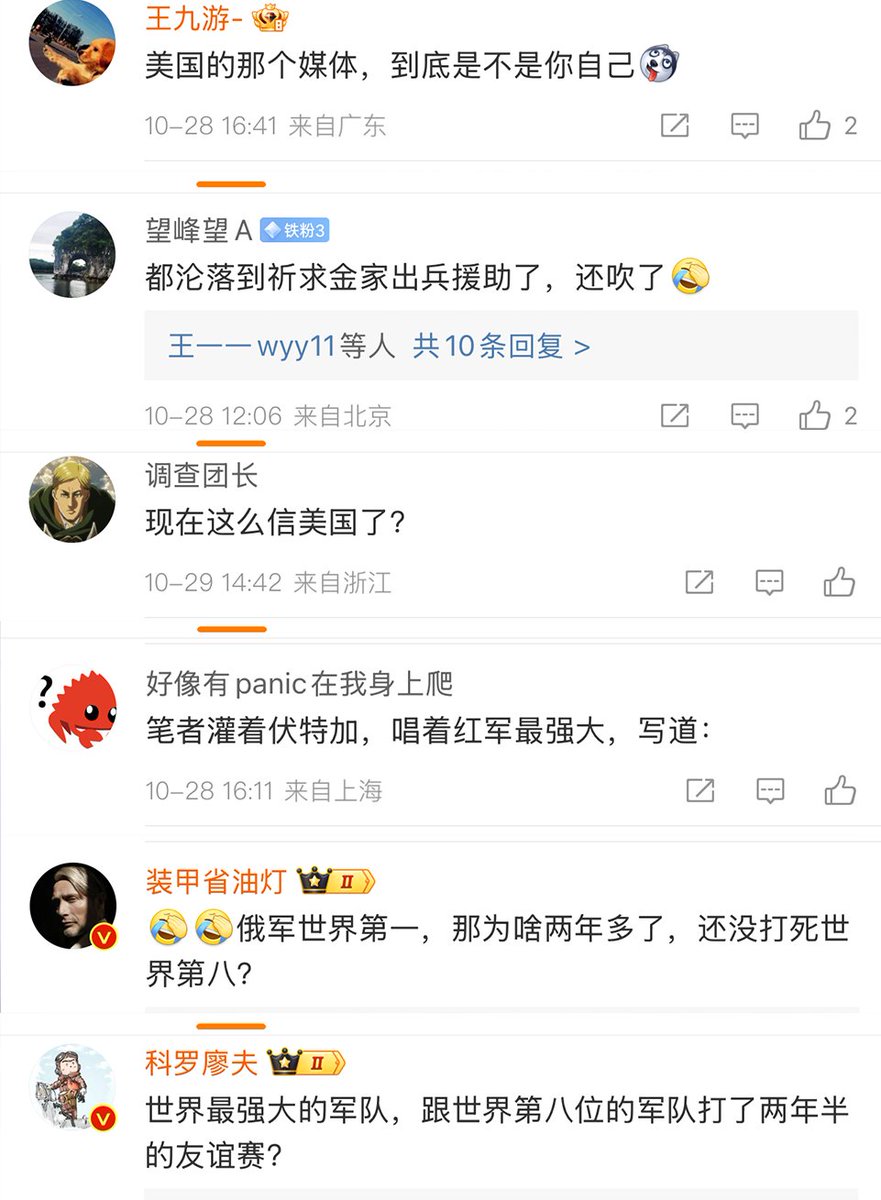 王九游-
美国的那个媒体，到底是不是你自己
10-28 16:41 来自广东
2
望峰望A 铁粉3
都沦落到祈求金家出兵援助了，还吹了
王一一wyy11等人 共10条回复 >
10-28 12:06 来自北京
2
调查团长
现在这么信美国了?
10-29 14:42 来自浙江
?
好像有panic在我身上爬
笔者灌着伏特加，唱着红军最强大，写道：
10-28 16:11 来自上海
装甲省油灯 II
俄军世界第一，那为啥两年多了，还没打死世
界第八?
V
科罗廖夫 II
世界最强大的军队，跟世界第八位的军队打了两年半
的友谊赛?
V